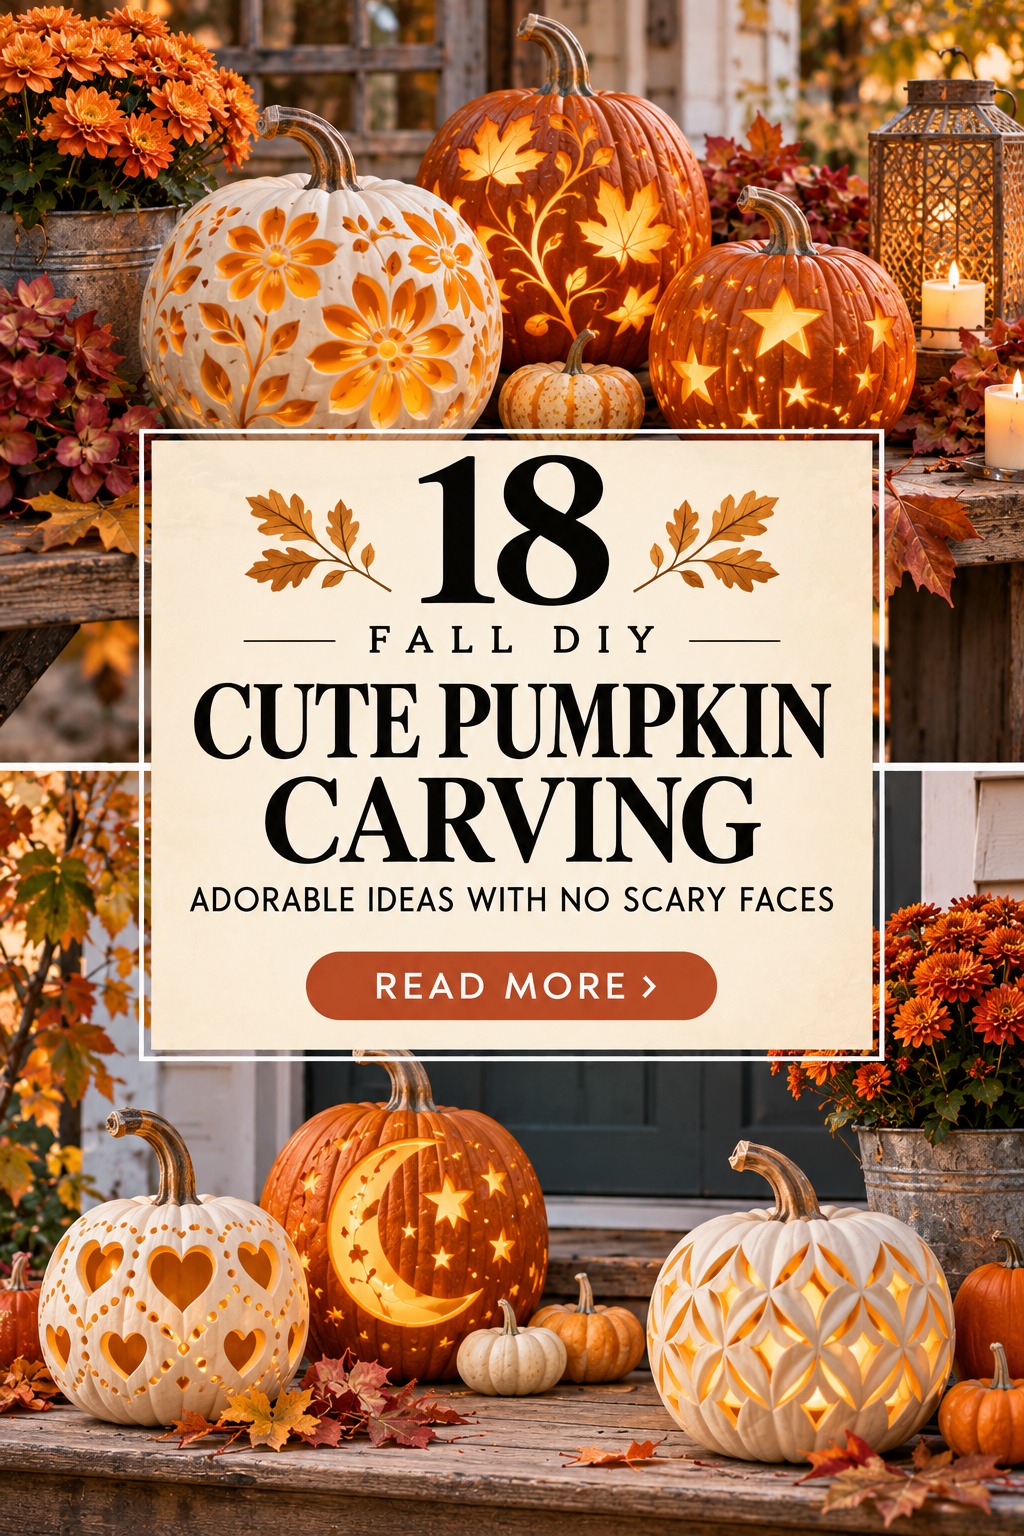 18
FALL DIY
CUTE PUMPKIN
CARVING
ADORABLE IDEAS WITH NO SCARY FACES
READ MORE >